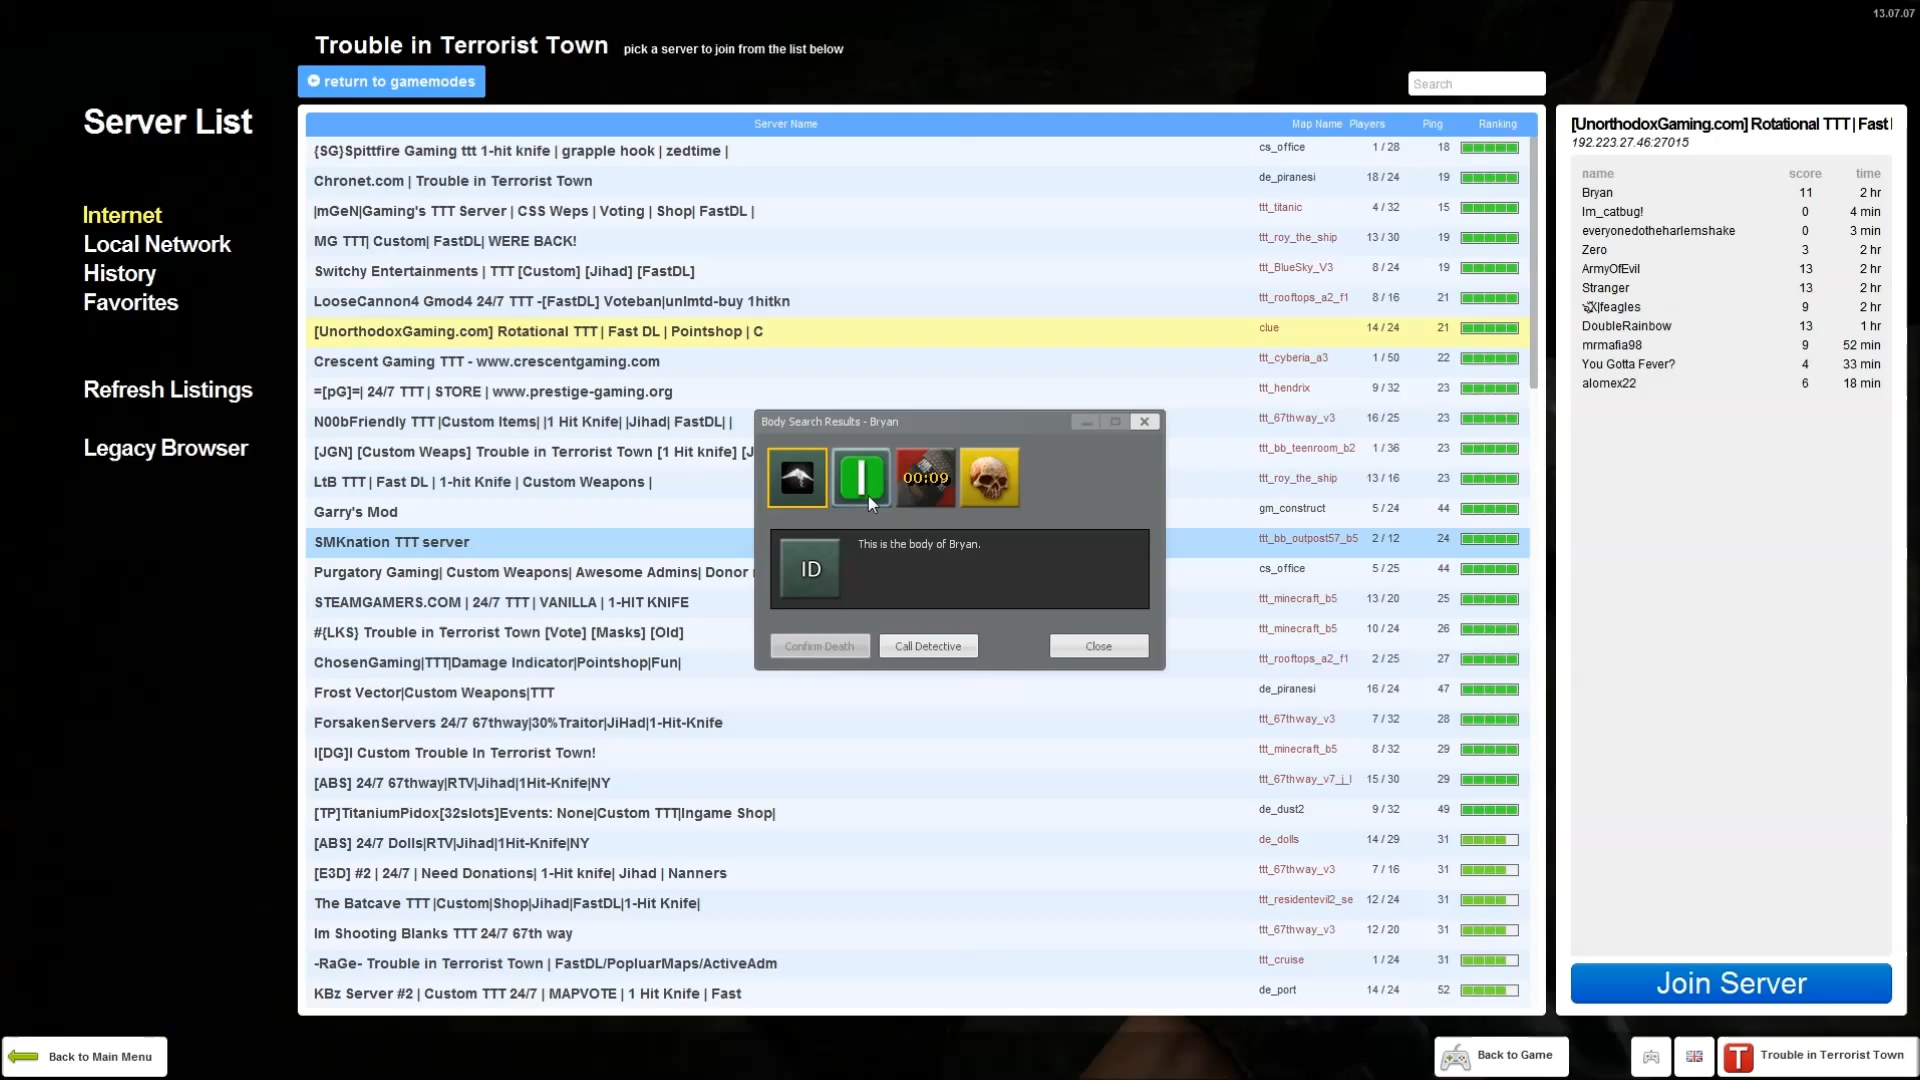 13.07.07
Trouble in Terrorist Town pick a server to join from the list below
return to gamemodes
Search
Server List
Internet
Local Network
History
Favorites
Refresh Listings
Legacy Browser
Server Name Map Name Players Ping Ranking
{SG}Spittfire Gaming ttt 1-hit knife | grapple hook | zedtime | cs_office 1 / 28 18
Chronet.com | Trouble in Terrorist Town de_piranesi 18 / 24 19
|mGeN|Gaming's TTT Server | CSS Weps | Voting | Shop| FastDL | ttt_titanic 4 / 32 15
MG TTT| Custom| FastDL| WERE BACK! ttt_roy_the_ship 13 / 30 19
Switchy Entertainments | TTT [Custom] [Jihad] [FastDL] ttt_BlueSky_V3 8 / 24 19
LooseCannon4 Gmod4 24/7 TTT -[FastDL] Voteban|unlmtd-buy 1hitkn ttt_rooftops_a2_f1 8 / 16 21
[UnorthodoxGaming.com] Rotational TTT | Fast DL | Pointshop | C clue 14 / 24 21
Crescent Gaming TTT - www.crescentgaming.com ttt_cyberia_a3 1 / 50 22
=[pG]=| 24/7 TTT | STORE | www.prestige-gaming.org ttt_hendrix 9 / 32 23
N00bFriendly TTT |Custom Items| |1 Hit Knife| |Jihad| FastDL| | ttt_67thway_v3 16 / 25 23
[JGN] [Custom Weaps] Trouble in Terrorist Town [1 Hit knife] [J ttt_bb_teenroom_b2 1 / 36 23
LtB TTT | Fast DL | 1-hit Knife | Custom Weapons | ttt_roy_the_ship 13 / 16 23
Garry's Mod gm_construct 5 / 24 44
SMKnation TTT server ttt_bb_outpost57_b5 2 / 12 24
Purgatory Gaming| Custom Weapons| Awesome Admins| Donor cs_office 5 / 25 44
STEAMGAMERS.COM | 24/7 TTT | VANILLA | 1-HIT KNIFE ttt_minecraft_b5 13 / 20 25
#{LKS} Trouble in Terrorist Town [Vote] [Masks] [Old] ttt_minecraft_b5 10 / 24 26
ChosenGaming|TTT|Damage Indicator|Pointshop|Fun| ttt_rooftops_a2_f1 2 / 25 27
Frost Vector|Custom Weapons|TTT de_piranesi 16 / 24 47
ForsakenServers 24/7 67thway|30%Traitor|JiHad|1-Hit-Knife ttt_67thway_v3 7 / 32 28
I[DG]I Custom Trouble In Terrorist Town! ttt_minecraft_b5 8 / 32 29
[ABS] 24/7 67thway|RTV|Jihad|1Hit-Knife|NY ttt_67thway_v7_j_l 15 / 30 29
[TP]TitaniumPidox[32slots]Events: None|Custom TTT|Ingame Shop| de_dust2 9 / 32 49
[ABS] 24/7 Dolls|RTV|Jihad|1Hit-Knife|NY de_dolls 14 / 29 31
[E3D] #2 | 24/7 | Need Donations| 1-Hit knife| Jihad | Nanners ttt_67thway_v3 7 / 16 31
The Batcave TTT |Custom|Shop|Jihad|FastDL|1-Hit Knife| ttt_residentevil2_se 12 / 24 31
Im Shooting Blanks TTT 24/7 67th way ttt_67thway_v3 12 / 20 31
-RaGe- Trouble in Terrorist Town | FastDL/PopluarMaps/ActiveAdm ttt_cruise 1 / 24 31
KBz Server #2 | Custom TTT 24/7 | MAPVOTE | 1 Hit Knife | Fast de_port 14 / 24 52
Body Search Results - Bryan
00:09
ID
This is the body of Bryan.
Confirm Death Call Detective Close
[UnorthodoxGaming.com] Rotational TTT | Fast
192.223.27.46:27015
name score time
Bryan 11 2 hr
Im_catbug! 0 4 min
everyonedotheharlemshake 0 3 min
Zero 3 2 hr
ArmyOfEvil 13 2 hr
Stranger 13 2 hr
X|feagles 9 2 hr
DoubleRainbow 13 1 hr
mrmafia98 9 52 min
You Gotta Fever? 4 33 min
alomex22 6 18 min
Join Server
Back to Main Menu
Back to Game
T Trouble in Terrorist Town